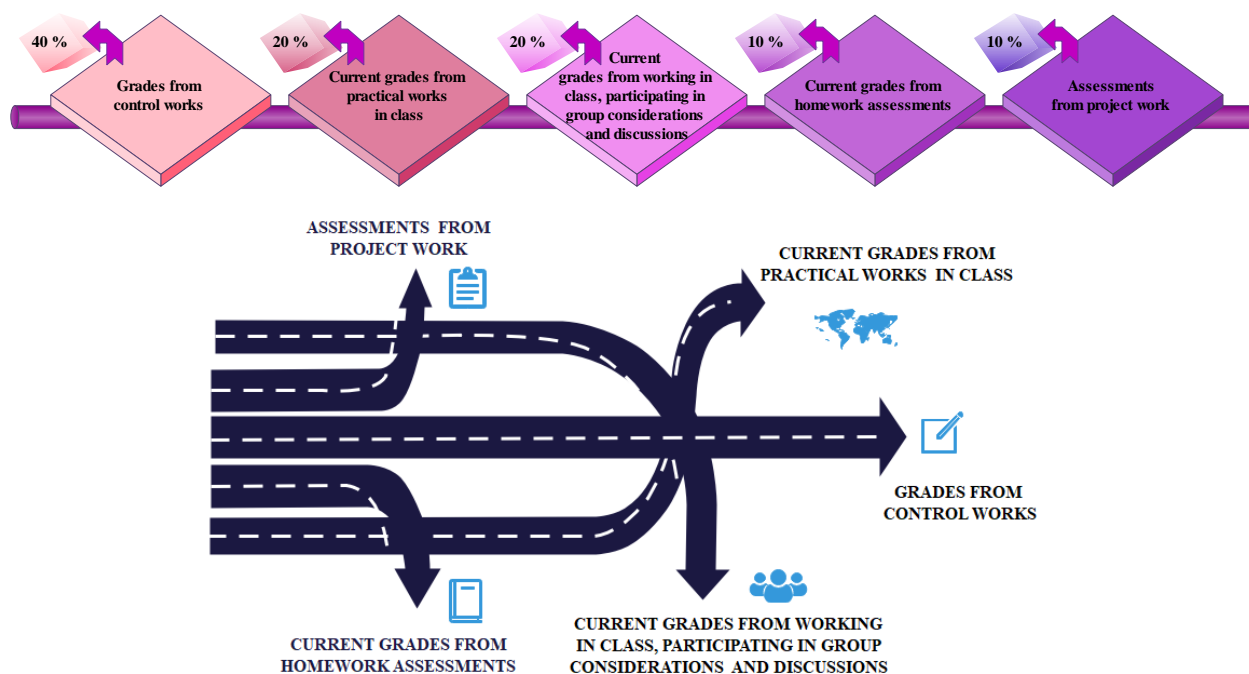 40 %
Grades from
control works
20 %
Current grades from
practical works
in class
20 %
Current
grades from working in
class, participating in
group considerations
and discussions
10 %
Current grades from
homework assessments
10 %
Assessments
from project work
ASSESSMENTS FROM
PROJECT WORK
CURRENT GRADES FROM
PRACTICAL WORKS IN CLASS
GRADES FROM
CONTROL WORKS
CURRENT GRADES FROM
HOMEWORK ASSESSMENTS
CURRENT GRADES FROM WORKING
IN CLASS, PARTICIPATING IN GROUP
CONSIDERATIONS AND DISCUSSIONS